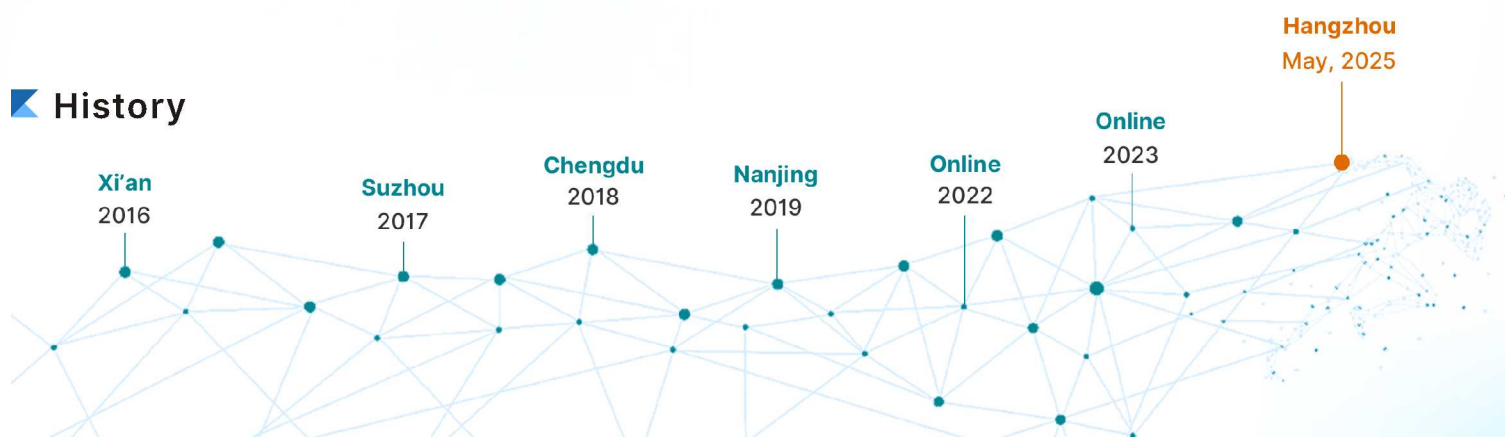 History
Xi’an
2016
Suzhou
2017
Chengdu
2018
Nanjing
2019
Online
2022
Online
2023
Hangzhou
May, 2025